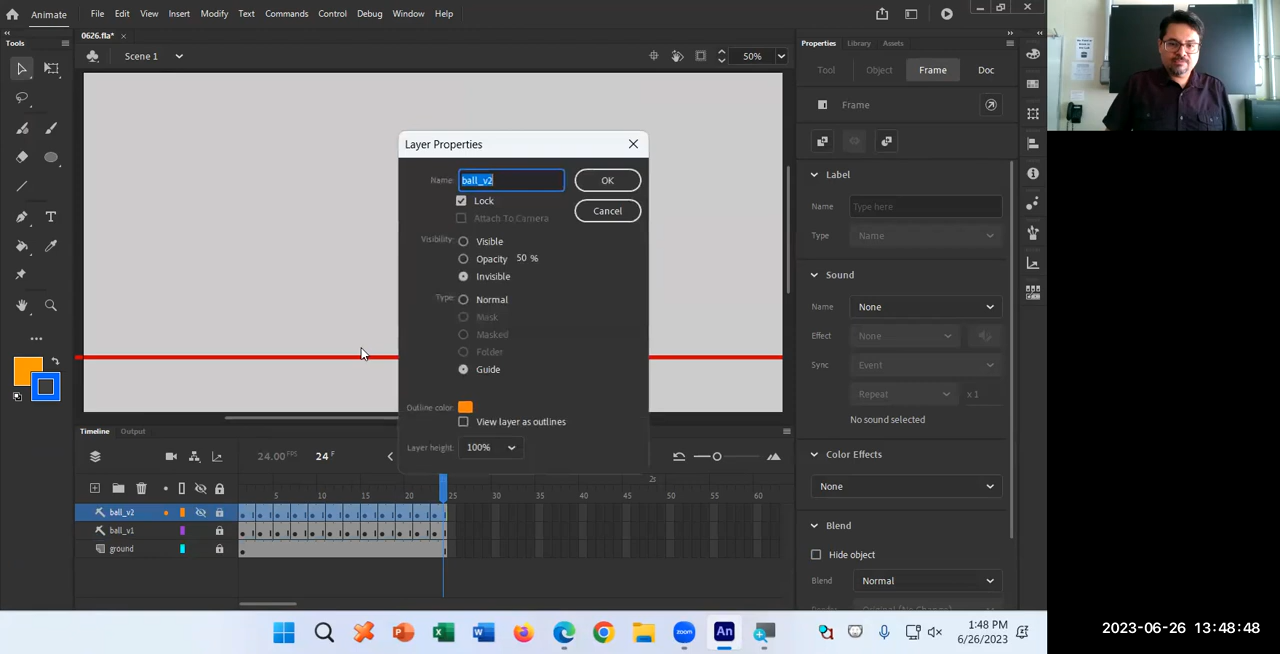 Animate File Edit View Insert Modify Text Commands Control Debug Window Help
0626.fla*
Tools
Scene 1
50%
Properties Library Assets
Tool Object Frame Doc
Frame
Label
Name Type here
Type Name
Sound
Name None
Effect None
Sync Event
Repeat x 1
No sound selected
Color Effects
None
Blend
Hide object
Blend Normal
Original (No Change)
Layer Properties
Name: ball_v2 OK
Lock
Attach To Camera Cancel
Visibility: Visible
Opacity 50 %
Invisible
Type: Normal
Mask
Masked
Folder
Guide
Outline color:
View layer as outlines
Layer height: 100%
Timeline Output
24.00 FPS 24 F
2s
5 10 15 20 25 30 35 40 45 50 55 60
ball_v2
ball_v1
ground
1:48 PM
6/26/2023
2023-06-26 13:48:48